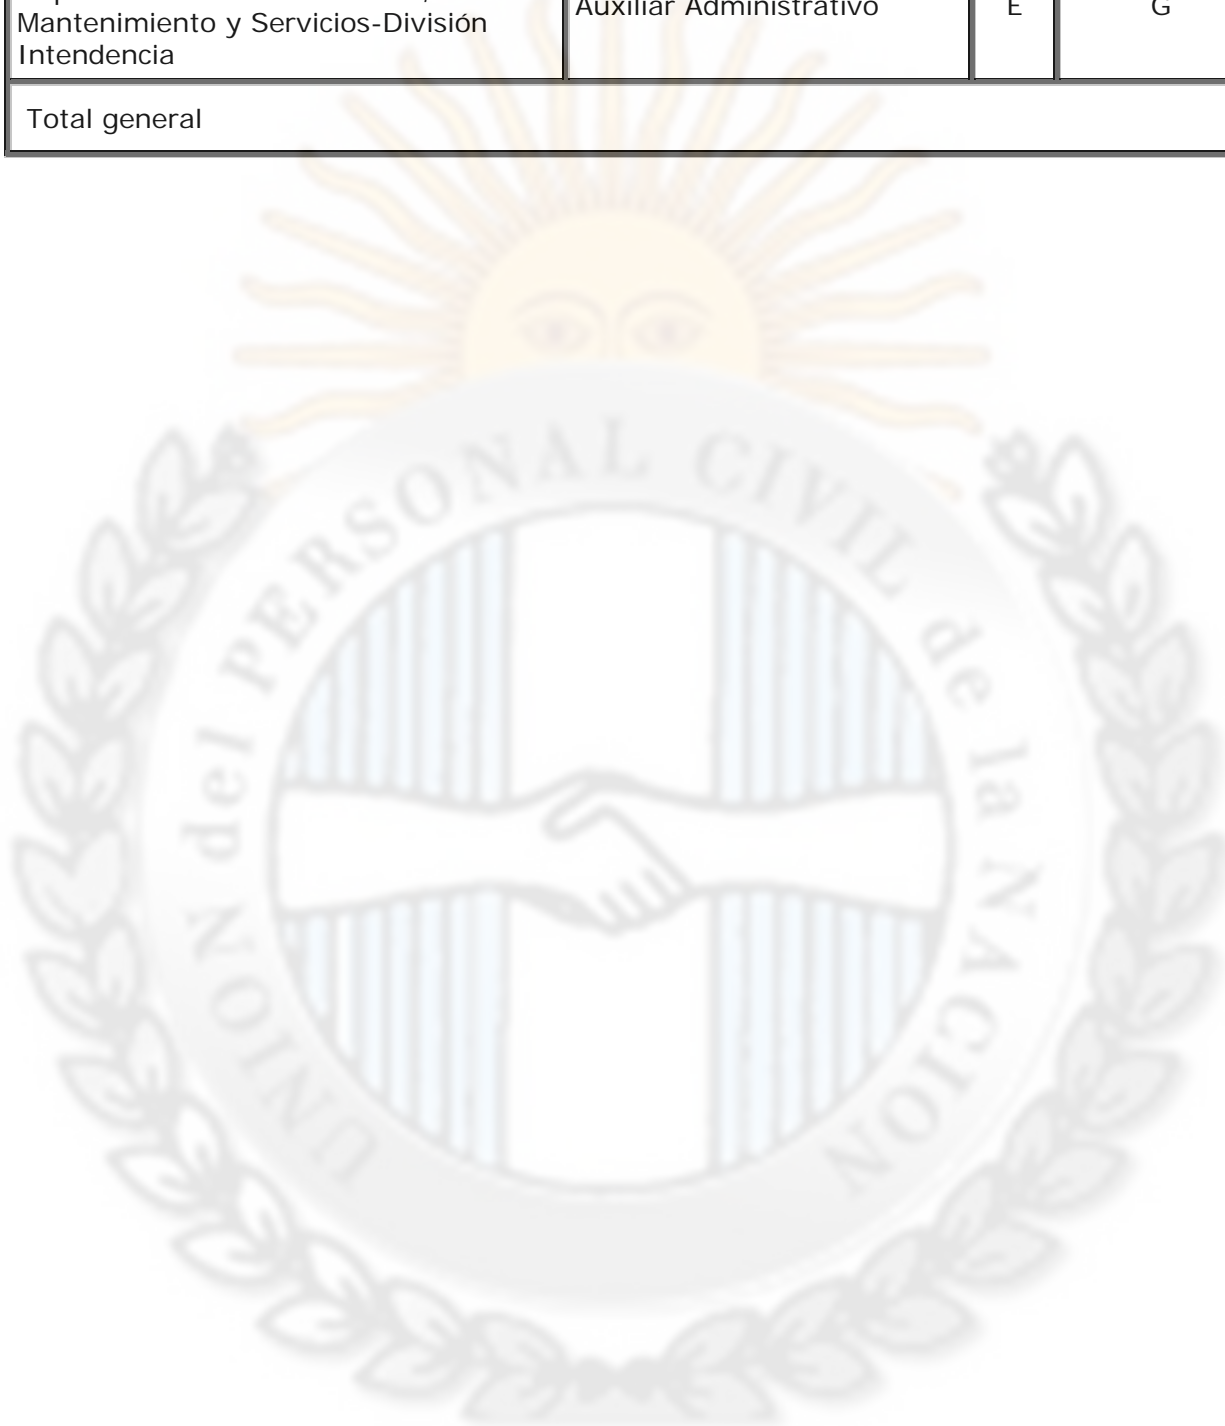 Mantenimiento y Servicios-División
Intendencia
Auxiliar Administrativo
E
G
Total general
UNION del PERSONAL CIVIL de la NACION